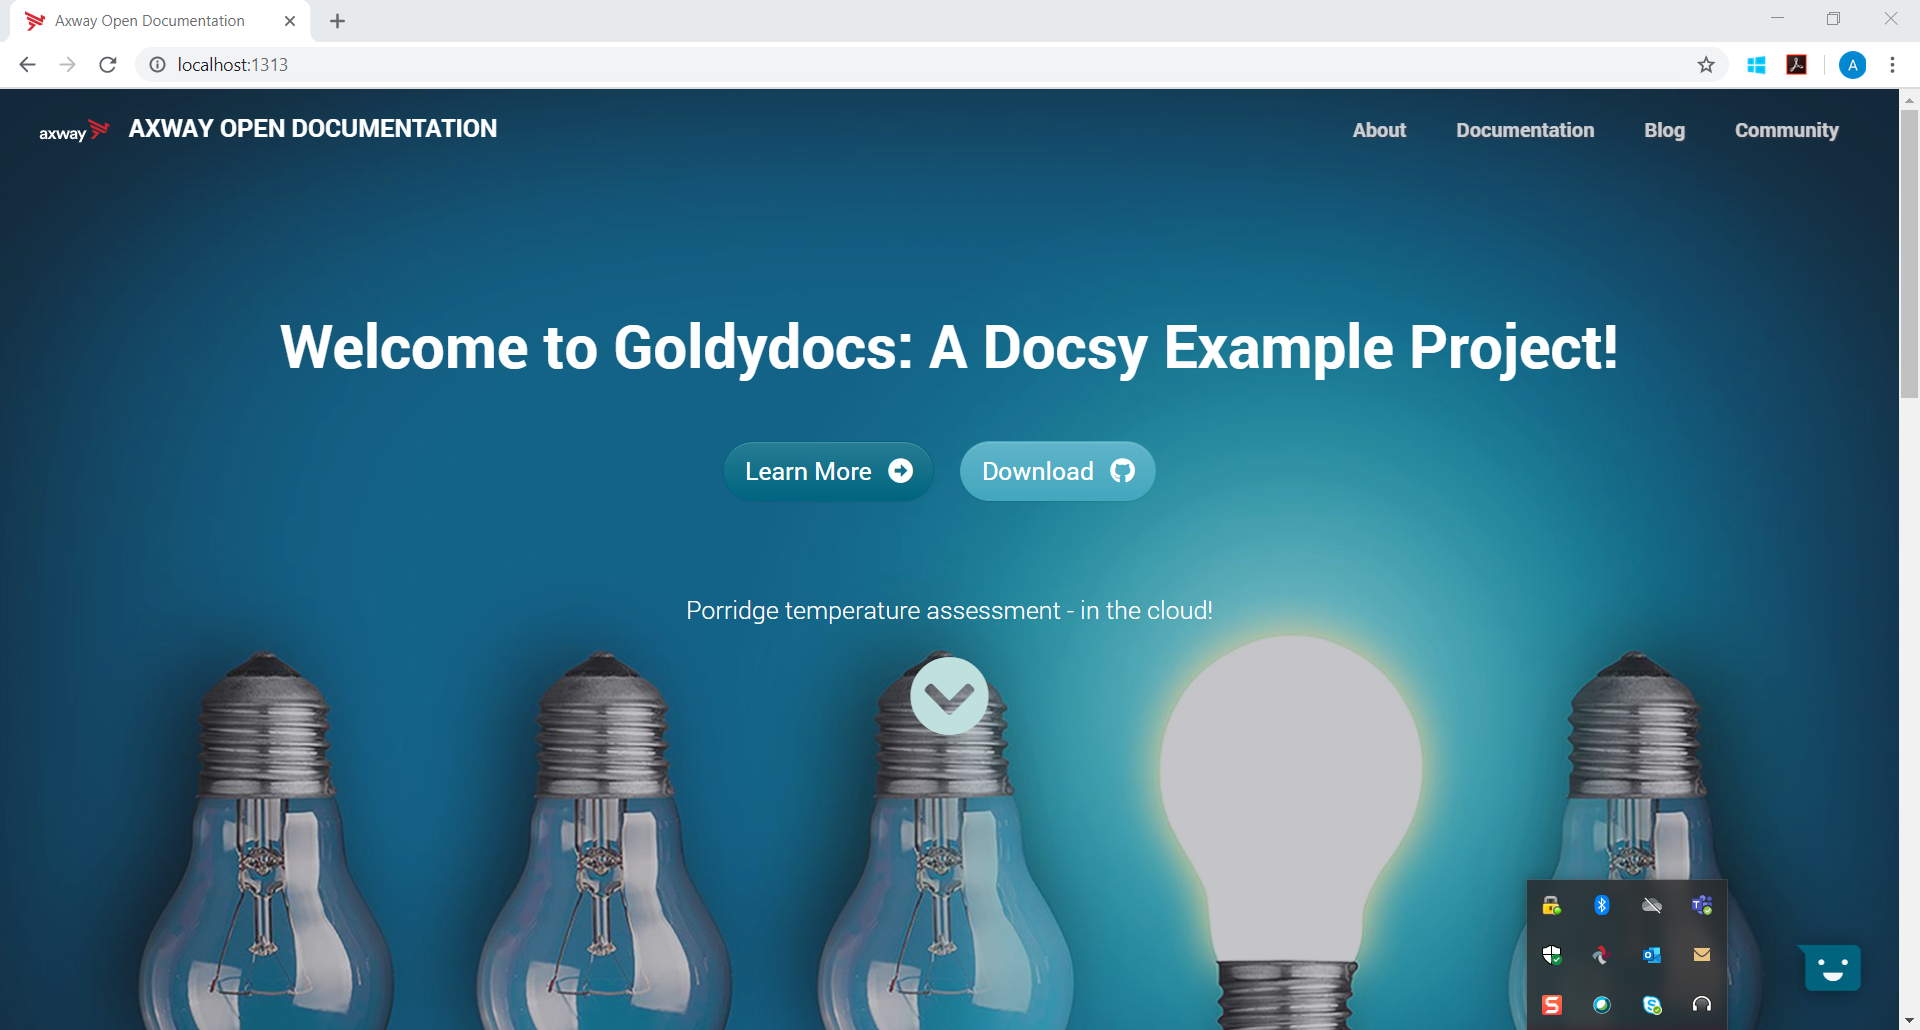 Axway Open Documentation
localhost:1313
A
axway
AXWAY OPEN DOCUMENTATION
About
Documentation
Blog
Community
Welcome to Goldydocs: A Docsy Example Project!
Learn More
Download
Porridge temperature assessment - in the cloud!